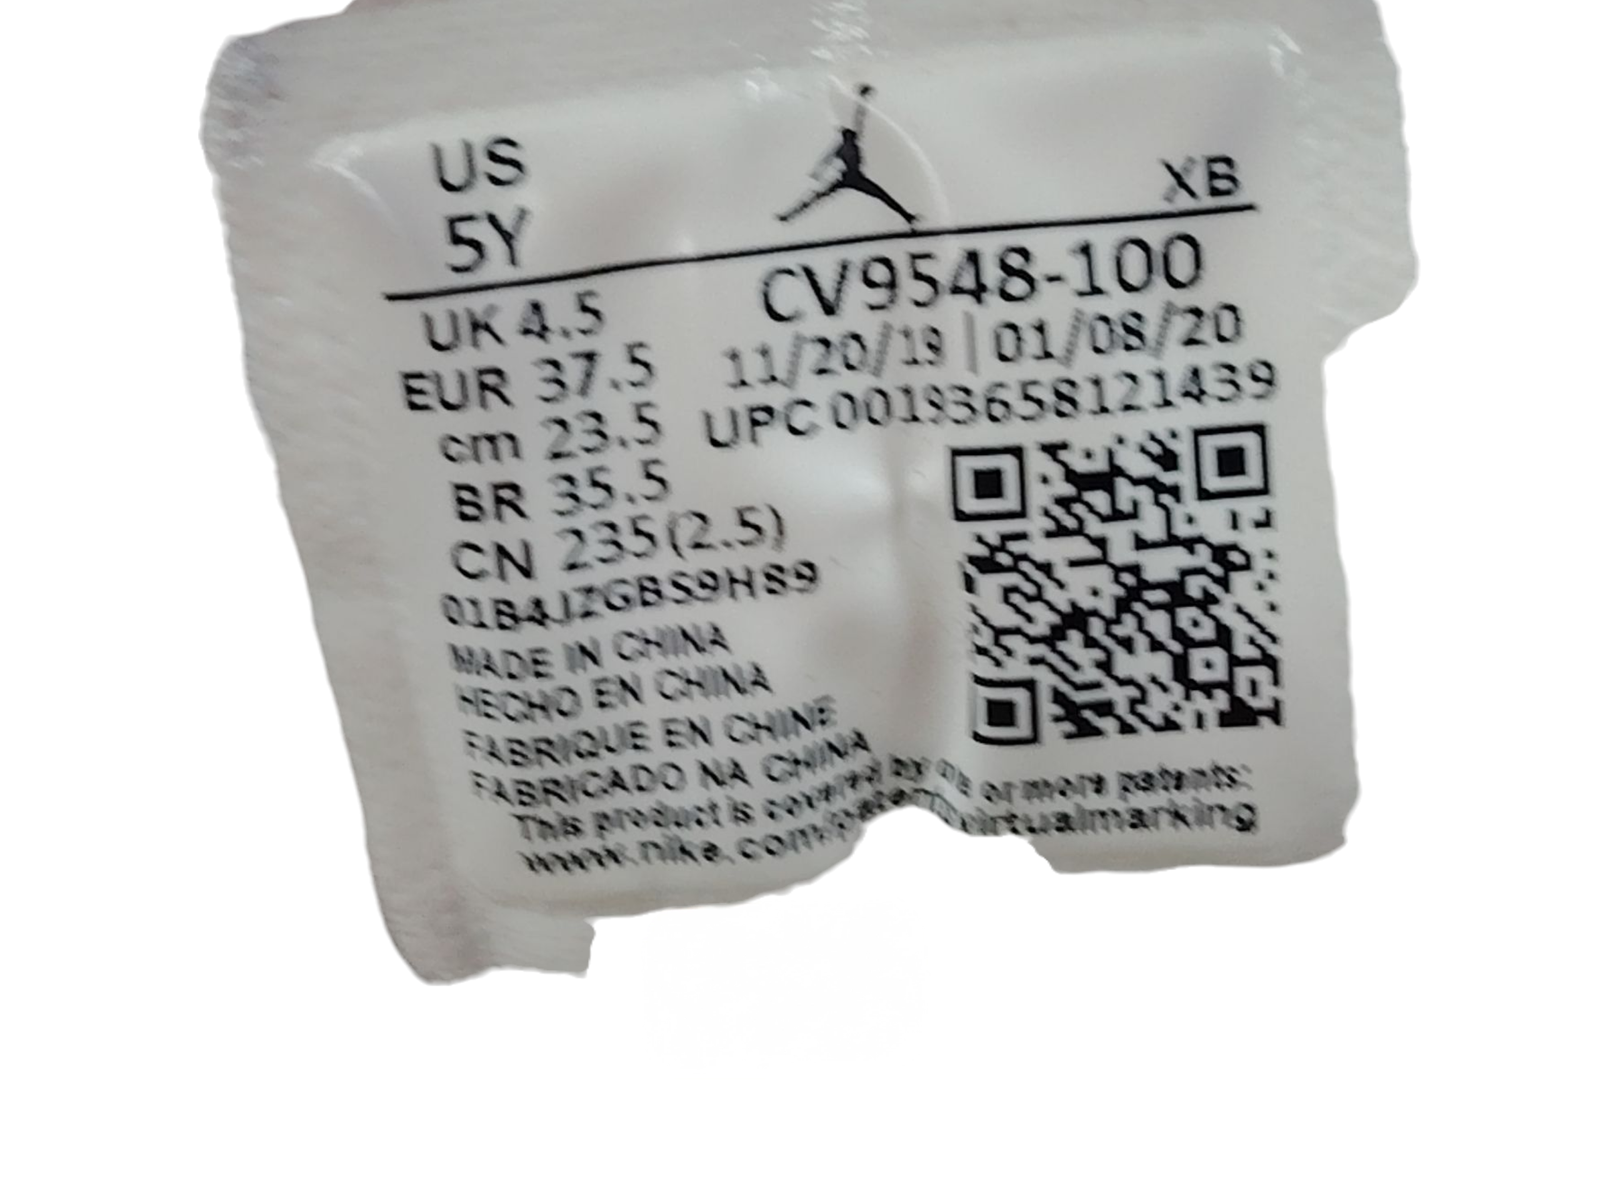 US
5Y
XB
UK 4.5
CV9548-100
EUR 37.5
11/20/19 | 01/08/20
cm 23.5
UPC 00193658121439
BR 35.5
CN 235(2.5)
01B4JZGBS9H89
MADE IN CHINA
HECHO EN CHINA
FABRIQUE EN CHINE
FABRICADO NA CHINA
This product is covered by one or more patents:
www.nike.com/patents/virtualmarking